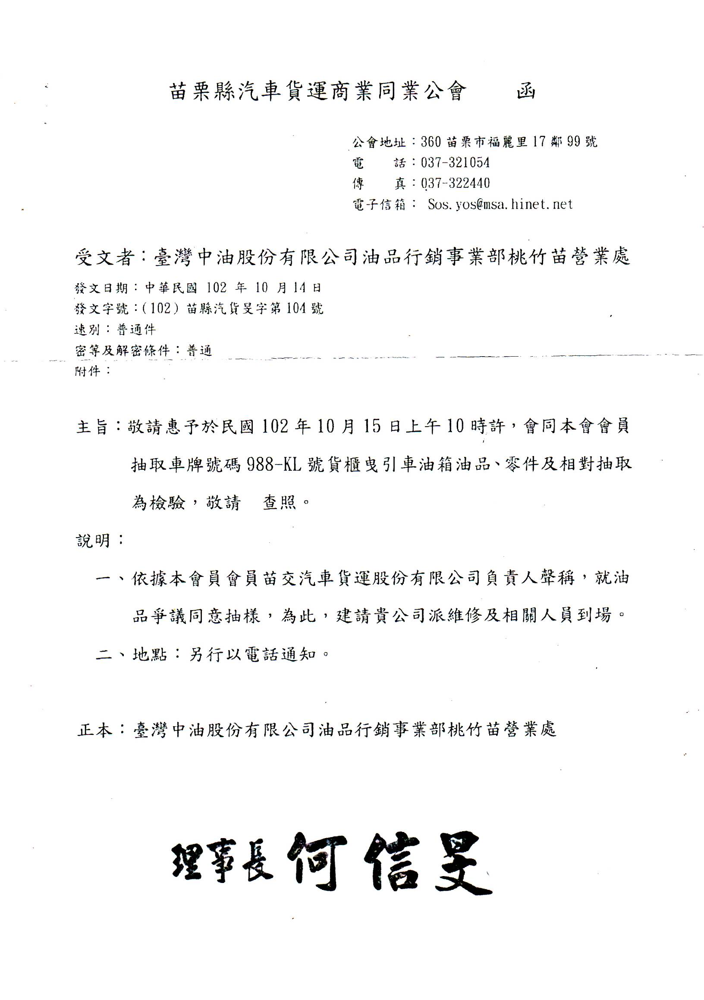 苗栗縣汽車貨運商業同業公會　　函
公會地址：360 苗栗市福麗里 17 鄰 99 號
電　　話：037-321054
傳　　真：037-322440
電子信箱： Sos.yos@msa.hinet.net
受文者：臺灣中油股份有限公司油品行銷事業部桃竹苗營業處
發文日期：中華民國 102 年 10 月 14 日
發文字號：(102) 苗縣汽貨旻字第 104 號
速別：普通件
密等及解密條件：普通
附件：
主旨：敬請惠予於民國 102 年 10 月 15 日上午 10 時許，會同本會會員
抽取車牌號碼 988-KL 號貨櫃曳引車油箱油品、零件及相對抽取
為檢驗，敬請　查照。
說明：
一、依據本會員會員苗交汽車貨運股份有限公司負責人聲稱，就油
品爭議同意抽樣，為此，建請貴公司派維修及相關人員到場。
二、地點：另行以電話通知。
正本：臺灣中油股份有限公司油品行銷事業部桃竹苗營業處
理事長 何信旻